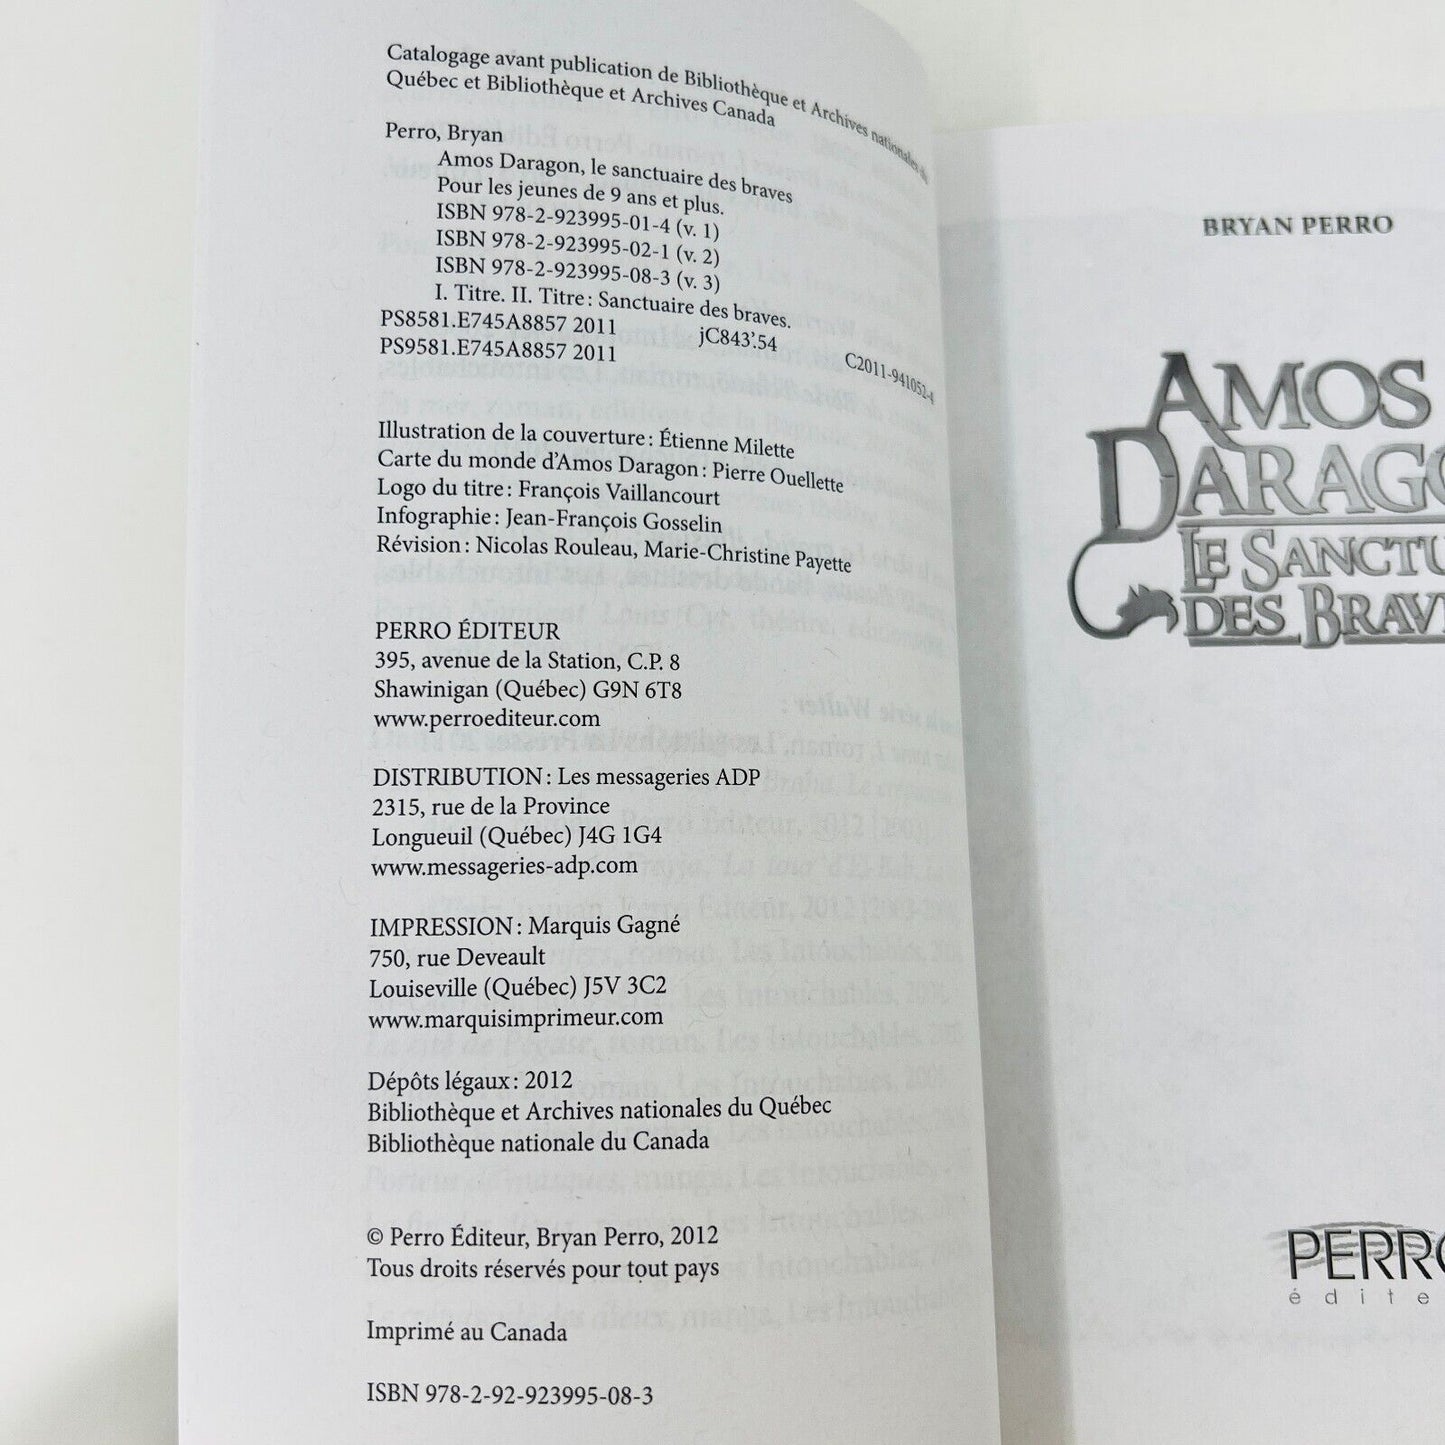 Catalogage avant publication de Bibliothèque et Archives nationales du
Québec et Bibliothèque et Archives Canada
Perro, Bryan
Amos Daragon, le sanctuaire des braves
Pour les jeunes de 9 ans et plus.
ISBN 978-2-923995-01-4 (v. 1)
ISBN 978-2-923995-02-1 (v. 2)
ISBN 978-2-923995-08-3 (v. 3)
I. Titre. II. Titre : Sanctuaire des braves.
PS8581.E745A8857 2011 jC843'.54 C2011-941052-4
PS9581.E745A8857 2011
Illustration de la couverture : Étienne Milette
Carte du monde d'Amos Daragon : Pierre Ouellette
Logo du titre : François Vaillancourt
Infographie : Jean-François Gosselin
Révision : Nicolas Rouleau, Marie-Christine Payette
PERRO ÉDITEUR
395, avenue de la Station, C.P. 8
Shawinigan (Québec) G9N 6T8
www.perroediteur.com
DISTRIBUTION : Les messageries ADP
2315, rue de la Province
Longueuil (Québec) J4G 1G4
www.messageries-adp.com
IMPRESSION : Marquis Gagné
750, rue Deveault
Louiseville (Québec) J5V 3C2
www.marquisimprimeur.com
Dépôts légaux : 2012
Bibliothèque et Archives nationales du Québec
Bibliothèque nationale du Canada
© Perro Éditeur, Bryan Perro, 2012
Tous droits réservés pour tout pays
Imprimé au Canada
ISBN 978-2-92-923995-08-3
BRYAN PERRO
AMOS
DARAGO
LE SANCTU
DES BRAV
PERRO
édite